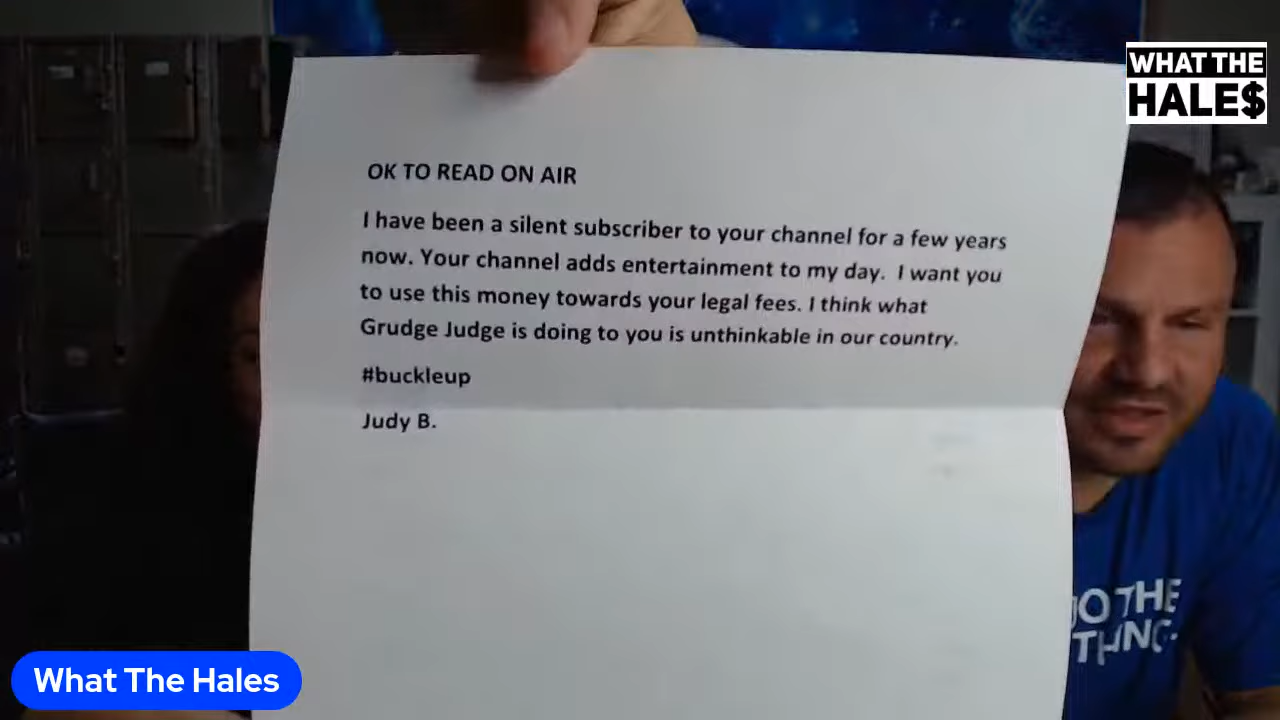 WHAT THE
HALE$
OK TO READ ON AIR
I have been a silent subscriber to your channel for a few years
now. Your channel adds entertainment to my day. I want you
to use this money towards your legal fees. I think what
Grudge Judge is doing to you is unthinkable in our country.
#buckleup
Judy B.
THE
What The Hales